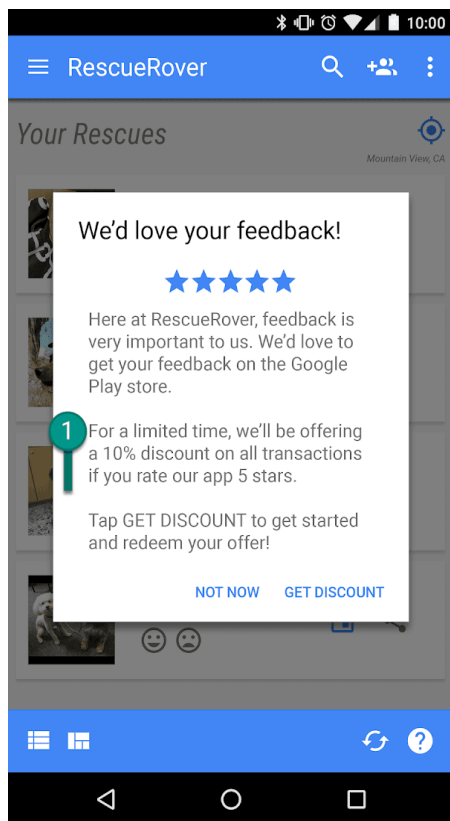 10:00
RescueRover
Your Rescues
Mountain View, CA
We’d love your feedback!
Here at RescueRover, feedback is
very important to us. We’d love to
get your feedback on the Google
Play store.
1
For a limited time, we’ll be offering
a 10% discount on all transactions
if you rate our app 5 stars.
Tap GET DISCOUNT to get started
and redeem your offer!
NOT NOW GET DISCOUNT